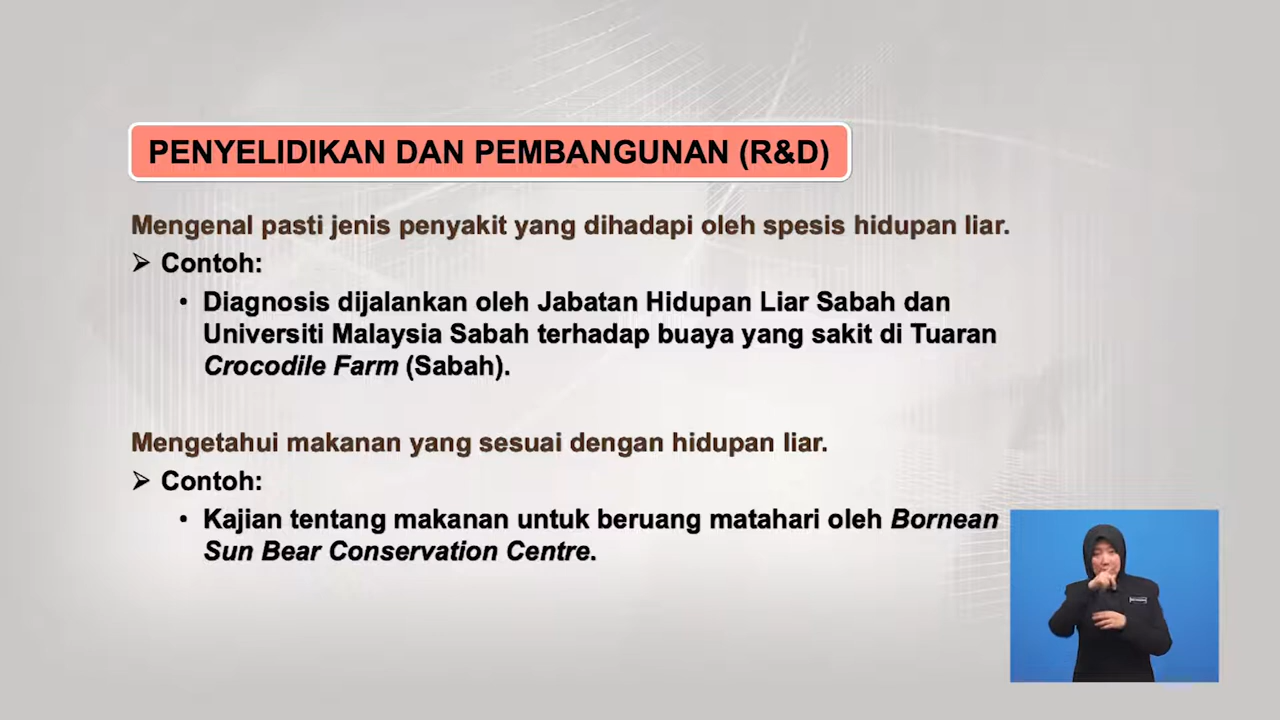 PENYELIDIKAN DAN PEMBANGUNAN (R&D)
Mengenal pasti jenis penyakit yang dihadapi oleh spesis hidupan liar.
➢ Contoh:
• Diagnosis dijalankan oleh Jabatan Hidupan Liar Sabah dan
Universiti Malaysia Sabah terhadap buaya yang sakit di Tuaran
Crocodile Farm (Sabah).
Mengetahui makanan yang sesuai dengan hidupan liar.
➢ Contoh:
• Kajian tentang makanan untuk beruang matahari oleh Bornean
Sun Bear Conservation Centre.